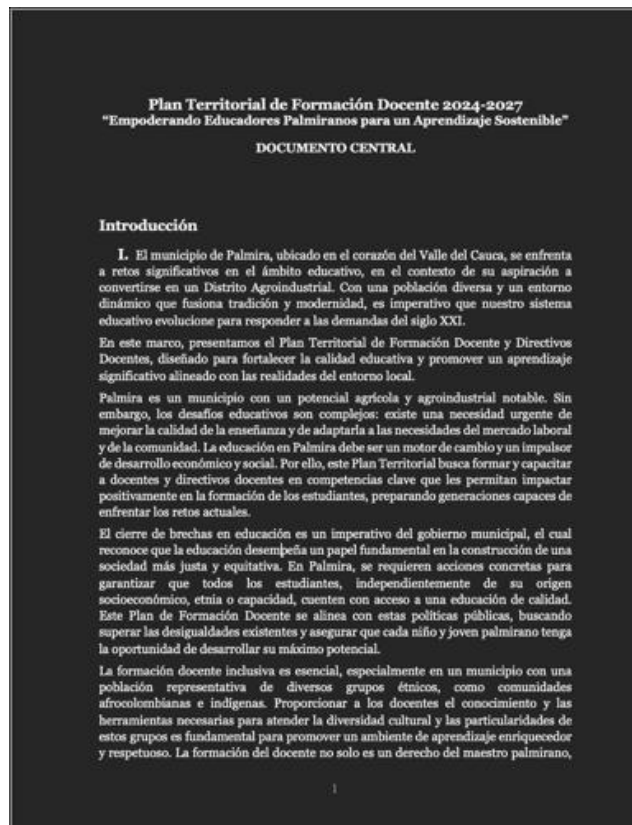 Plan Territorial de Formación Docente 2024-2027
“Empoderando Educadores Palmiranos para un Aprendizaje Sostenible”
DOCUMENTO CENTRAL
Introducción
I. El municipio de Palmira, ubicado en el corazón del Valle del Cauca, se enfrenta
a retos significativos en el ámbito educativo, en el contexto de su aspiración a
convertirse en un Distrito Agroindustrial. Con una población diversa y un entorno
dinámico que fusiona tradición y modernidad, es imperativo que nuestro sistema
educativo evolucione para responder a las demandas del siglo XXI.
En este marco, presentamos el Plan Territorial de Formación Docente y Directivos
Docentes, diseñado para fortalecer la calidad educativa y promover un aprendizaje
significativo alineado con las realidades del entorno local.
Palmira es un municipio con un potencial agrícola y agroindustrial notable. Sin
embargo, los desafíos educativos son complejos: existe una necesidad urgente de
mejorar la calidad de la enseñanza y de adaptarla a las necesidades del mercado laboral
y de la comunidad. La educación en Palmira debe ser un motor de cambio y un impulsor
de desarrollo económico y social. Por ello, este Plan Territorial busca formar y capacitar
a docentes y directivos docentes en competencias clave que les permitan impactar
positivamente en la formación de los estudiantes, preparando generaciones capaces de
enfrentar los retos actuales.
El cierre de brechas en educación es un imperativo del gobierno municipal, el cual
reconoce que la educación desempeña un papel fundamental en la construcción de una
sociedad más justa y equitativa. En Palmira, se requieren acciones concretas para
garantizar que todos los estudiantes, independientemente de su origen
socioeconómico, etnia o capacidad, cuenten con acceso a una educación de calidad.
Este Plan de Formación Docente se alinea con estas políticas públicas, buscando
superar las desigualdades existentes y asegurar que cada niño y joven palmirano tenga
la oportunidad de desarrollar su máximo potencial.
La formación docente inclusiva es esencial, especialmente en un municipio con una
población representativa de diversos grupos étnicos, como comunidades
afrocolombianas e indígenas. Proporcionar a los docentes el conocimiento y las
herramientas necesarias para atender la diversidad cultural y las particularidades de
estos grupos es fundamental para promover un ambiente de aprendizaje enriquecedor
y respetuoso. La formación del docente no solo es un derecho del maestro palmirano,
1